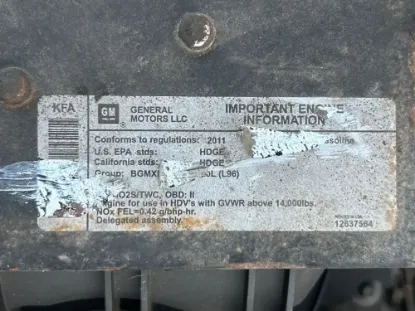 KFA
GM
GENERAL
MOTORS LLC
IMPORTANT ENGINE
INFORMATION
Conforms to regulations: 2011
U.S. EPA stds: HDGE
California stds: HDGE
Group: BGMXI 0L (L96)
HO2S/TWC, OBD: II
Engine for use in HDV's with GVWR above 14,000lbs.
NOx FEL=0.42 g/bhp-hr.
Delegated assembly.
12637564